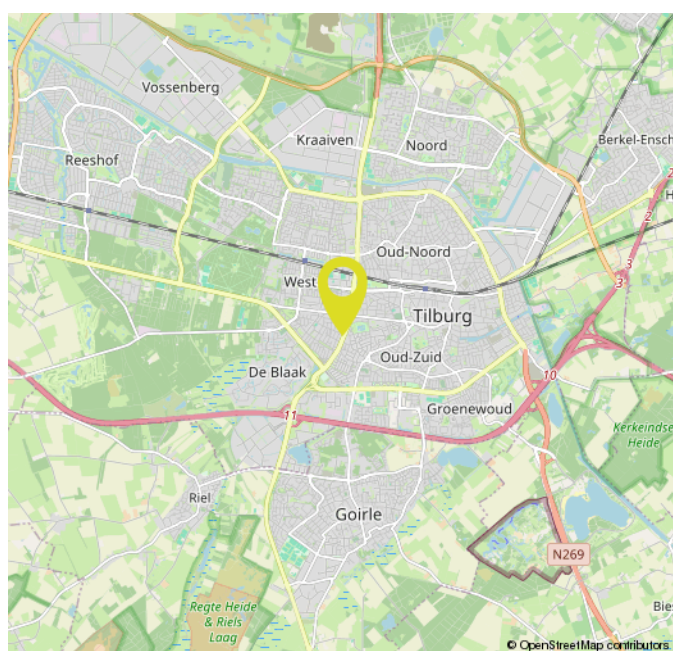 Vossenberg
Kraaiven
Noord
Berkel-Ensch
Reeshof
2
H
2
Oud-Noord
3
West
3
Tilburg
Oud-Zuid
De Blaak
10
Groenewoud
11
Kerkeindse
Heide
Riel
Goirle
N269
Regte Heide
& Riels
Laag
Bies
© OpenStreetMap contributors